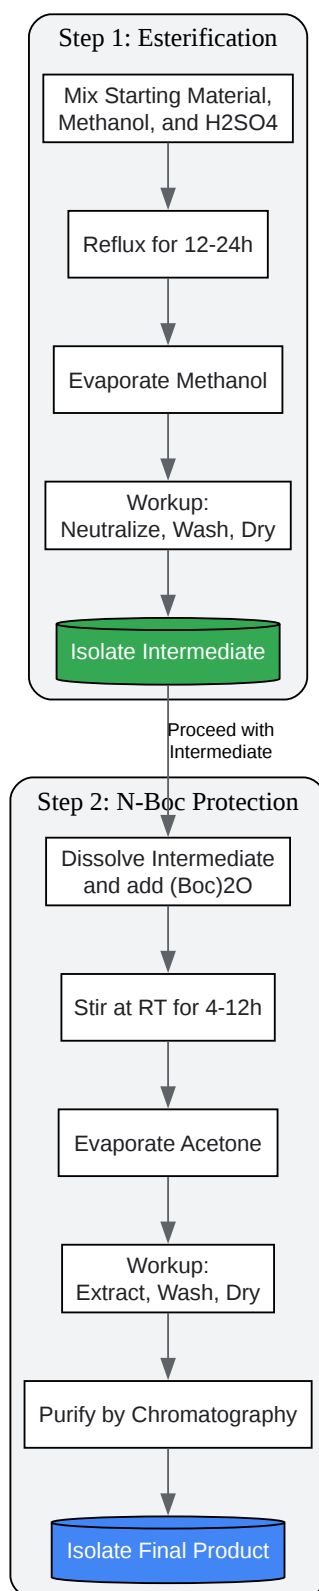 Step 1: Esterification
Mix Starting Material,
Methanol, and H2SO4
Reflux for 12-24h
Evaporate Methanol
Workup:
Neutralize, Wash, Dry
Isolate Intermediate
Proceed with
Intermediate
Step 2: N-Boc Protection
Dissolve Intermediate
and add (Boc)2O
Stir at RT for 4-12h
Evaporate Acetone
Workup:
Extract, Wash, Dry
Purify by Chromatography
Isolate Final Product